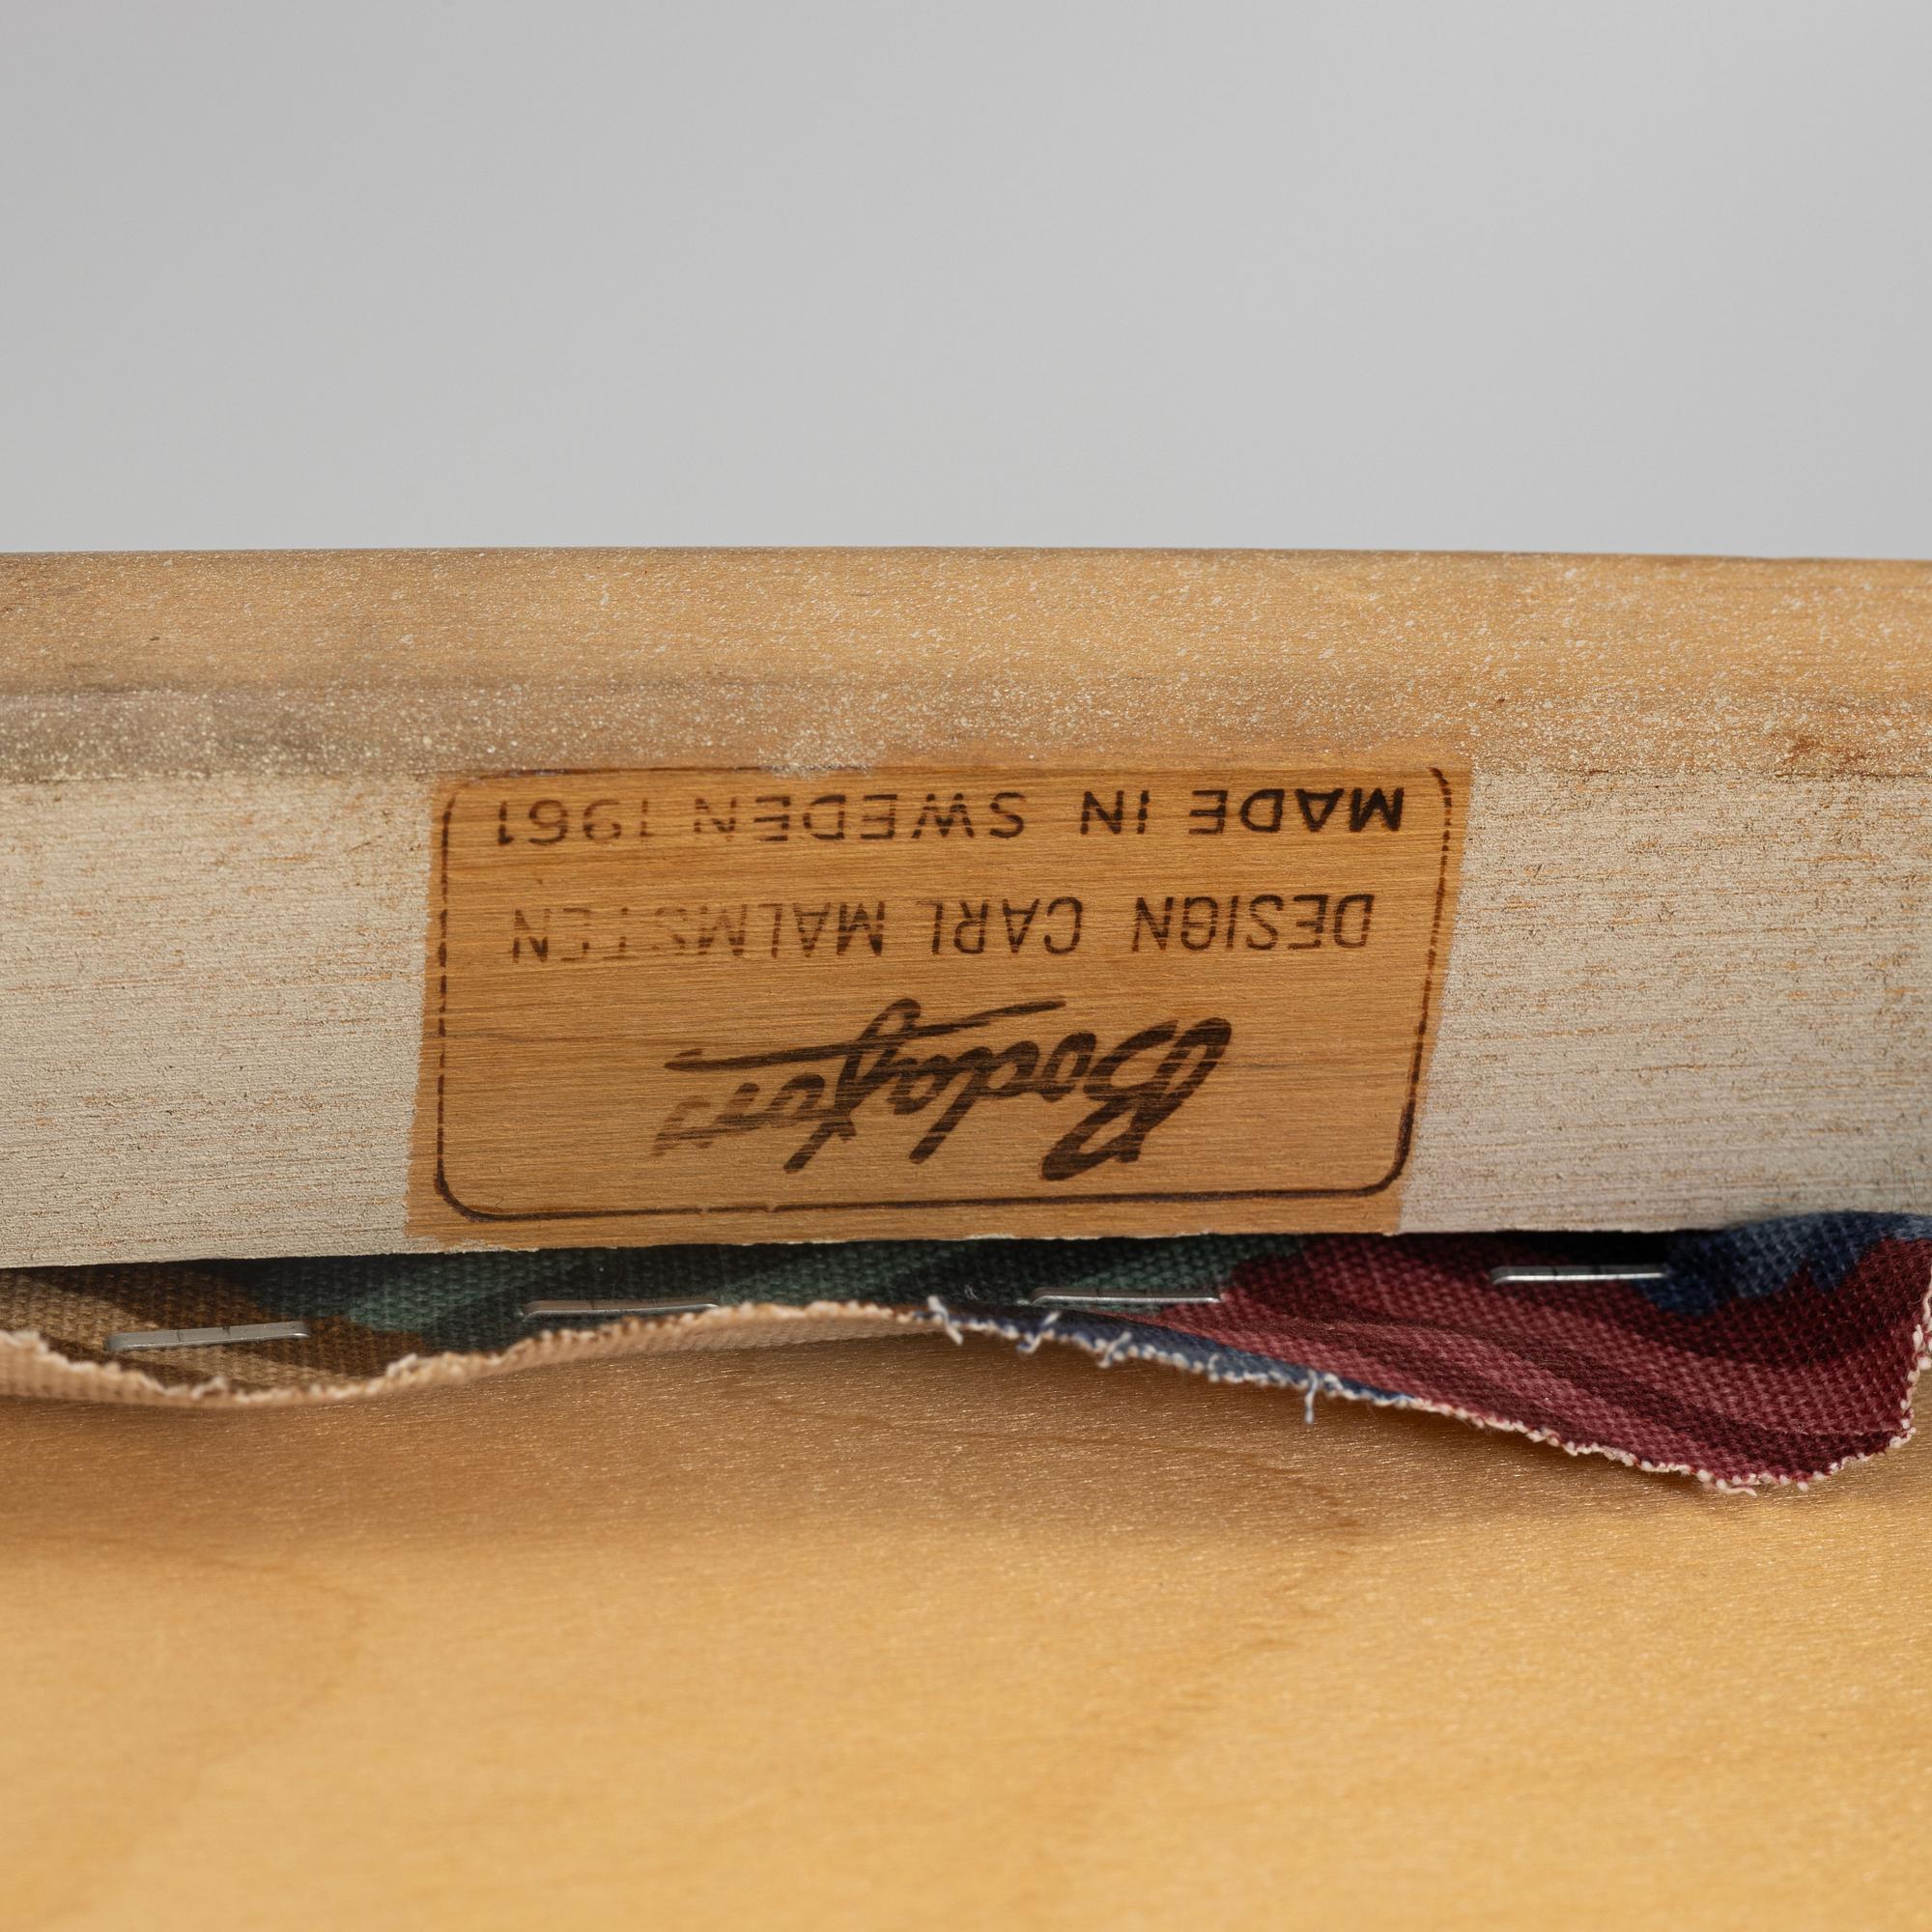 Bodafors
DESIGN CARL MALMSTEN
MADE IN SWEDEN 1961